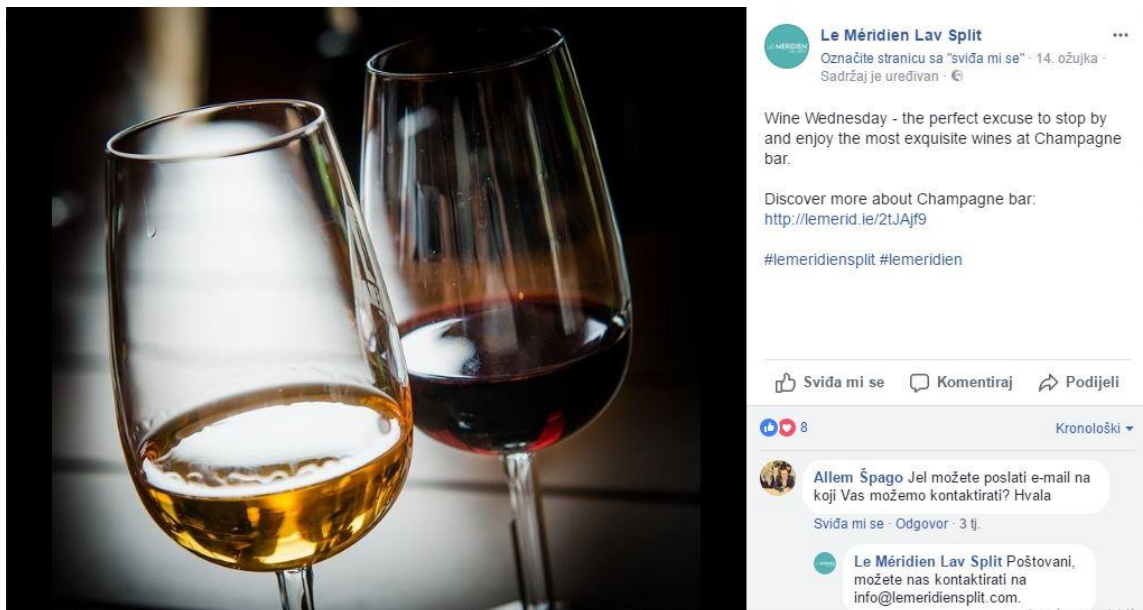 Le Méridien Lav Split
Označite stranicu sa "sviđa mi se" · 14. ožujka ·
Sadržaj je uređivan ·
Wine Wednesday - the perfect excuse to stop by
and enjoy the most exquisite wines at Champagne
bar.
Discover more about Champagne bar:
http://lemerid.ie/2tJAjf9
#lemeridiensplit #lemeridien
Sviđa mi se Komentiraj Podijeli
8 Kronološki
Allem Špago Jel možete poslati e-mail na
koji Vas možemo kontaktirati? Hvala
Sviđa mi se · Odgovor · 3 tj.
Le Méridien Lav Split Poštovani,
možete nas kontaktirati na
info@lemeridiensplit.com.